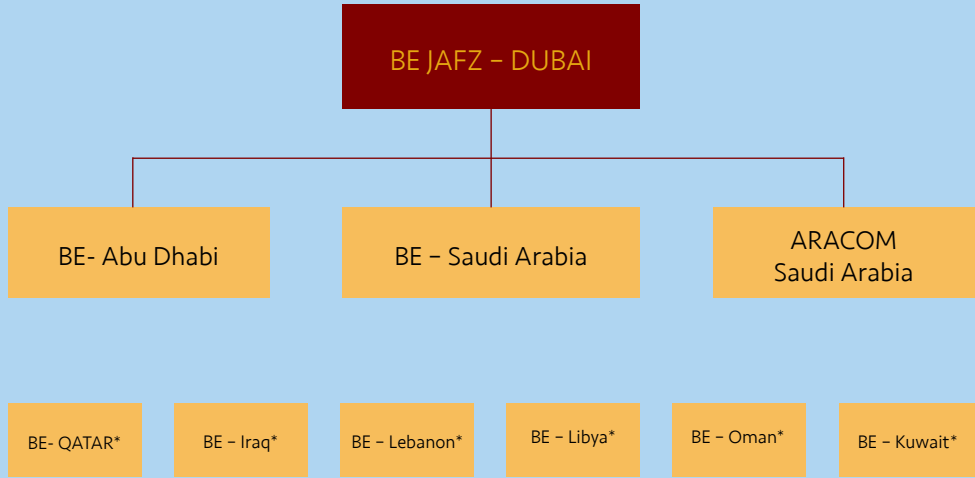 BE JAFZ – DUBAI
BE- Abu Dhabi
BE – Saudi Arabia
ARACOM
Saudi Arabia
BE- QATAR*
BE – Iraq*
BE – Lebanon*
BE – Libya*
BE – Oman*
BE – Kuwait*